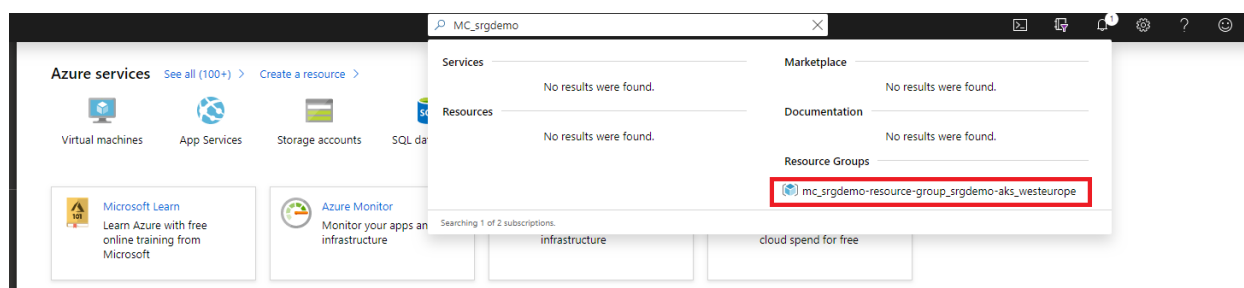 MC_srgdemo
1
Azure services See all (100+) > Create a resource >
Virtual machines
App Services
Storage accounts
SQL da
Services
No results were found.
Resources
No results were found.
Marketplace
No results were found.
Documentation
No results were found.
Resource Groups
mc_srgdemo-resource-group_srgdemo-aks_westeurope
Searching 1 of 2 subscriptions.
Microsoft Learn
Learn Azure with free
online training from
Microsoft
Azure Monitor
Monitor your apps an
infrastructure
infrastructure
cloud spend for free